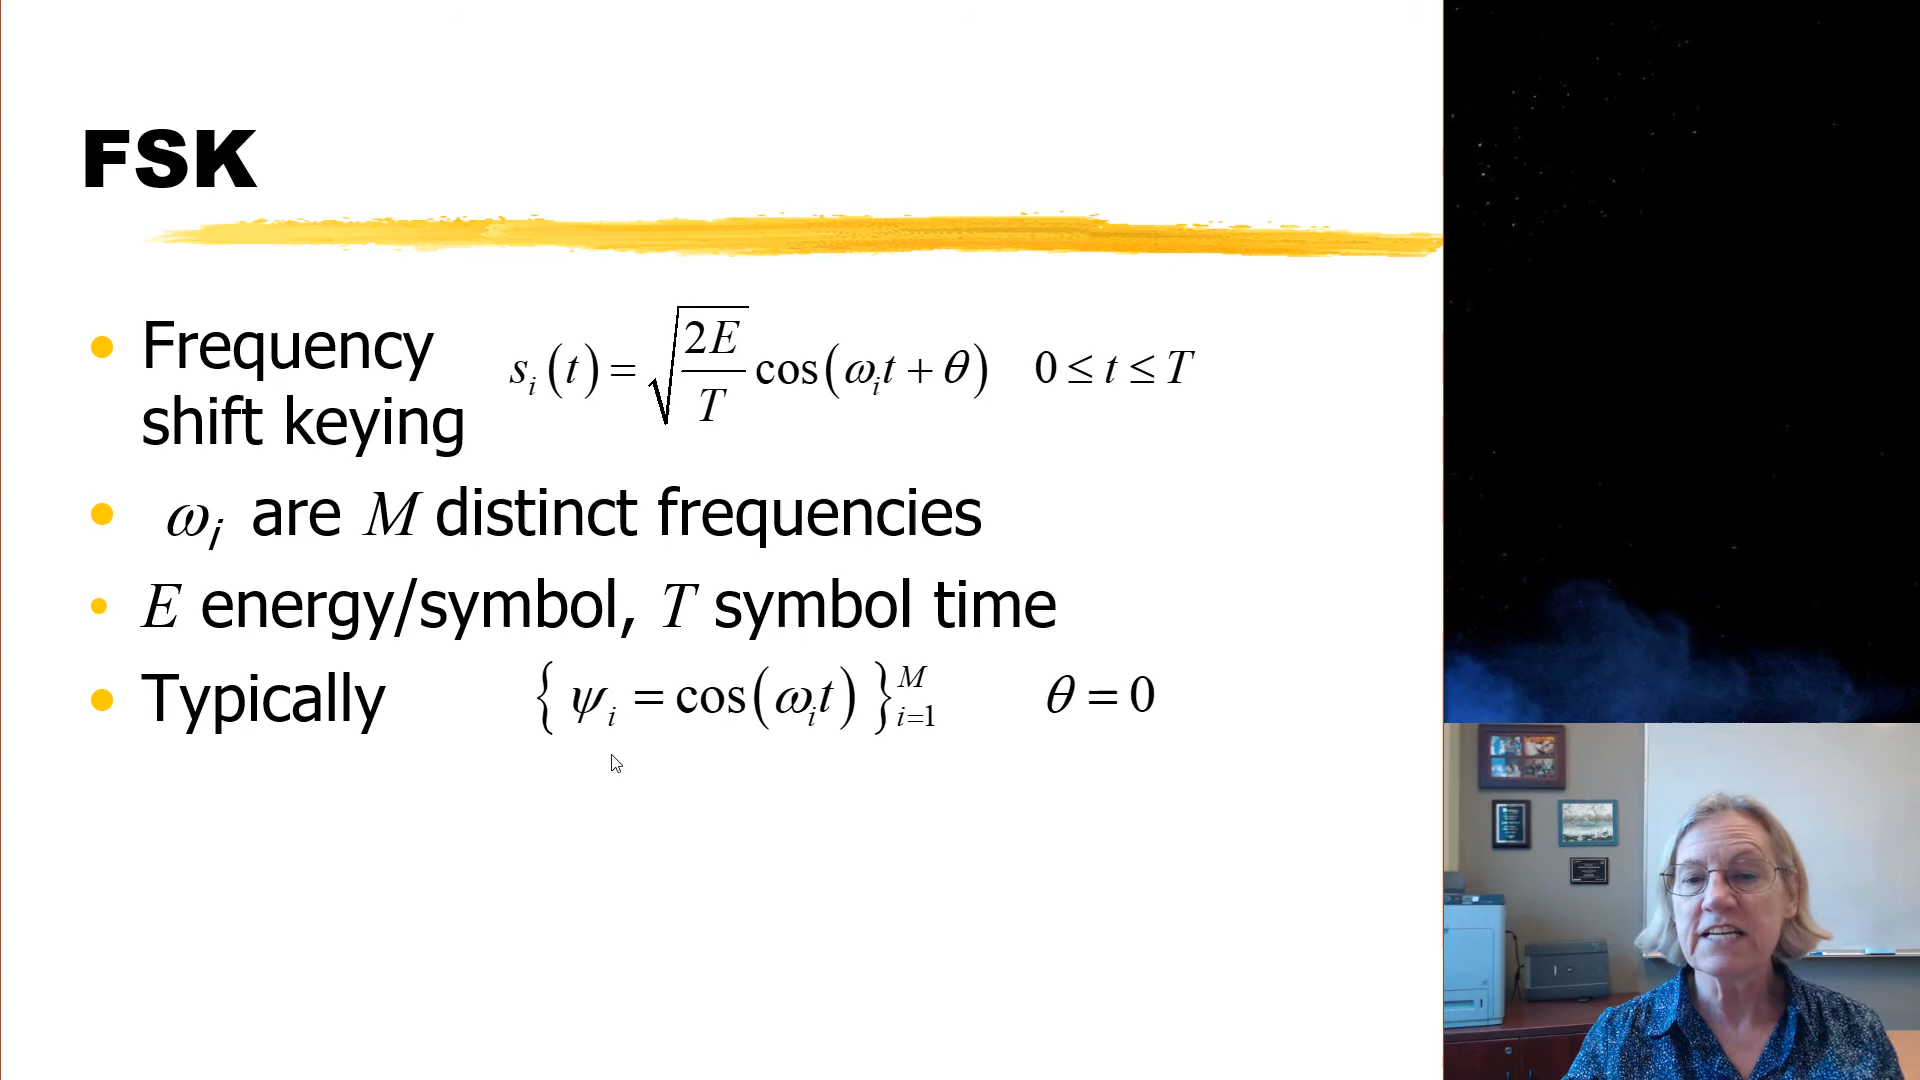 FSK
• Frequency shift keying
s_i(t) = √(2E/T) cos(ω_i t + θ)   0 ≤ t ≤ T
• ω_i are M distinct frequencies
• E energy/symbol, T symbol time
• Typically { ψ_i = cos(ω_i t) }_{i=1}^M   θ = 0